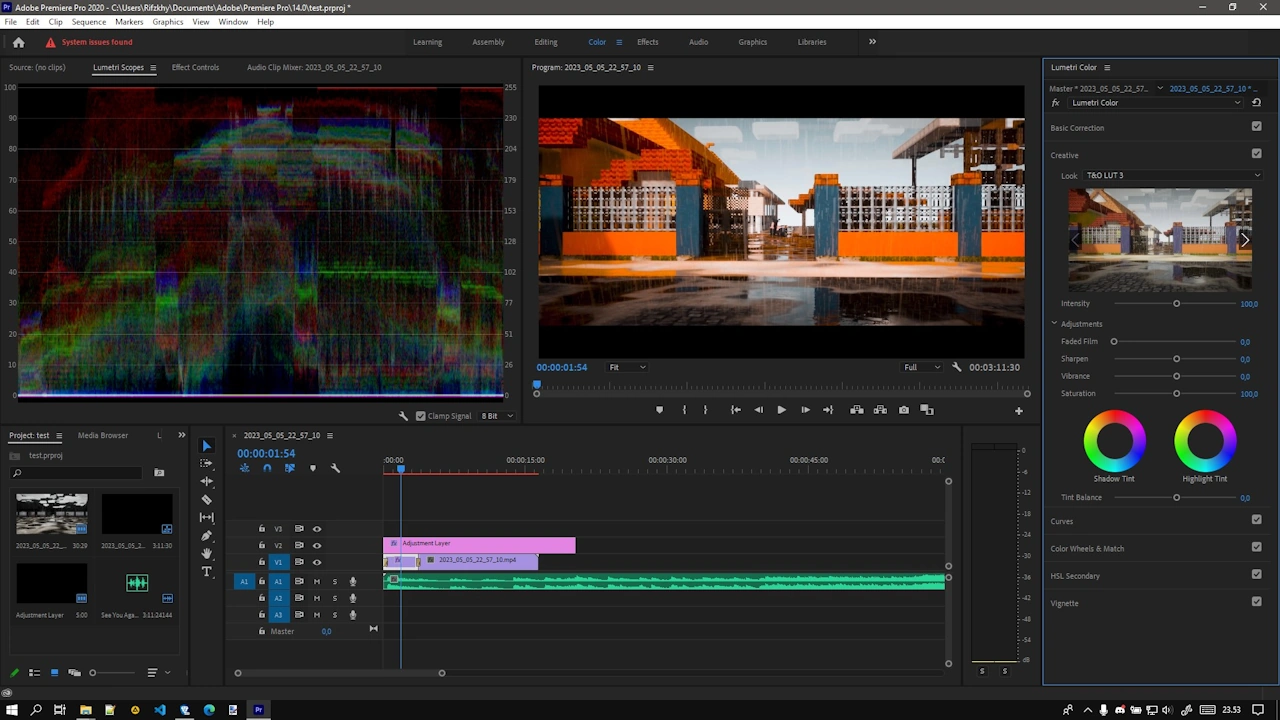 Adobe Premiere Pro 2020 - C:\Users\Rifzkhy\Documents\Adobe\Premiere Pro\14.0\test.prproj *
File Edit Clip Sequence Markers Graphics View Window Help
System issues found
Learning Assembly Editing Color Effects Audio Graphics Libraries
Source: (no clips) Lumetri Scopes Effect Controls Audio Clip Mixer: 2023_05_05_22_57_10
Program: 2023_05_05_22_57_10
Lumetri Color
Master * 2023_05_05_22_57... 2023_05_05_22_57_10 * ...
fx Lumetri Color
Basic Correction
Creative
Look T&O LUT 3
Intensity 100,0
Adjustments
Faded Film 0,0
Sharpen 0,0
Vibrance 0,0
Saturation 100,0
Shadow Tint Highlight Tint
Tint Balance 0,0
Curves
Color Wheels & Match
HSL Secondary
Vignette
100 255
90 230
80 204
70 179
60 153
50 128
40 102
30 77
20 51
10 26
0 0
Clamp Signal 8 Bit
00:00:01:54 Fit Full 00:03:11:30
Project: test Media Browser L
test.prproj
2023_05_05_22_... 30:29 2023_05_05_2... 3:11:30
Adjustment Layer 5:00 See You Aga... 3:11:24144
2023_05_05_22_57_10
00:00:01:54
:00:00 00:00:15:00 00:00:30:00 00:00:45:00 00:0
V3
V2 fx Adjustment Layer
V1 fx 2023_05_05_22_57_10.mp4
A1 A1 M S
A2 M S
A3 M S
Master 0,0
0
-6
-12
-18
-24
-30
-36
-42
-48
-54
dB
S S
23.53